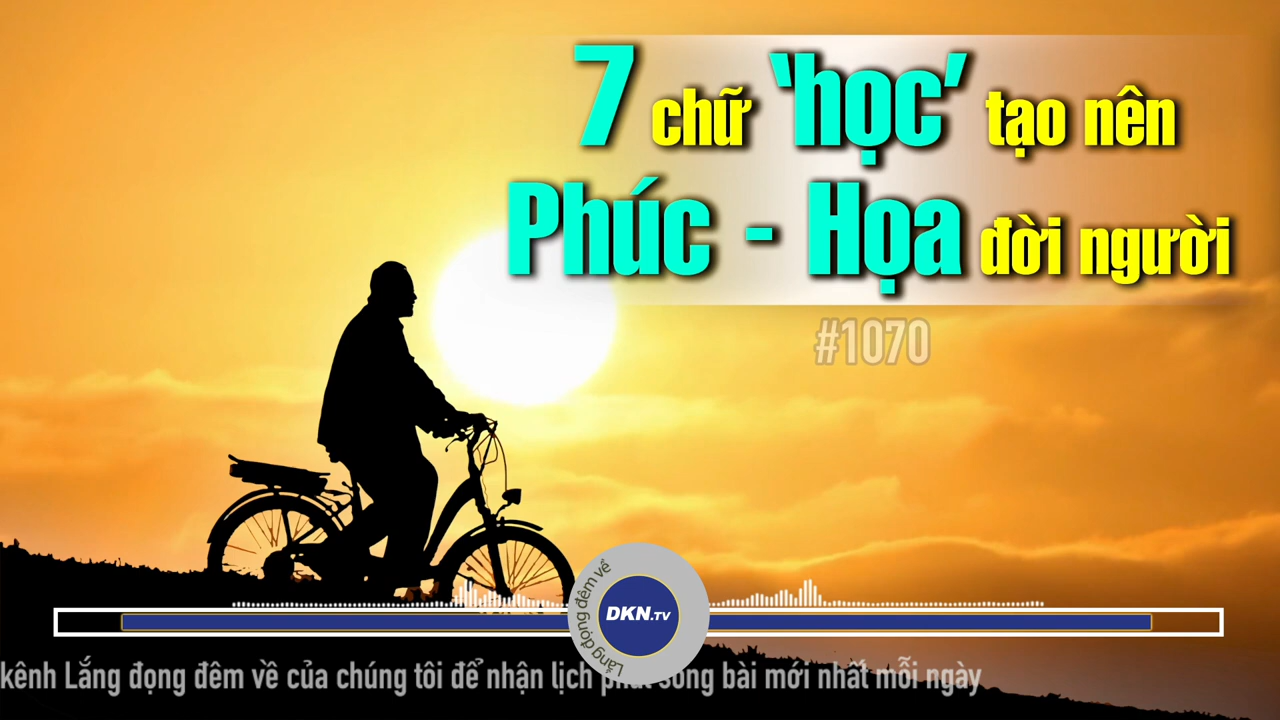 7 chữ 'học' tạo nên
Phúc - Họa đời người
#1070
Lắng đọng đêm về
DKN.TV
kênh Lắng đọng đêm về của chúng tôi để nhận lịch phát sóng bài mới nhất mỗi ngày